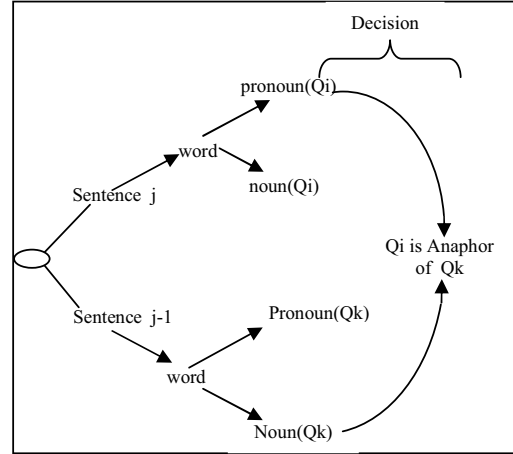 Decision
pronoun(Qi)
word
noun(Qi)
Sentence j
Qi is Anaphor
of Qk
Sentence j-1
Pronoun(Qk)
word
Noun(Qk)